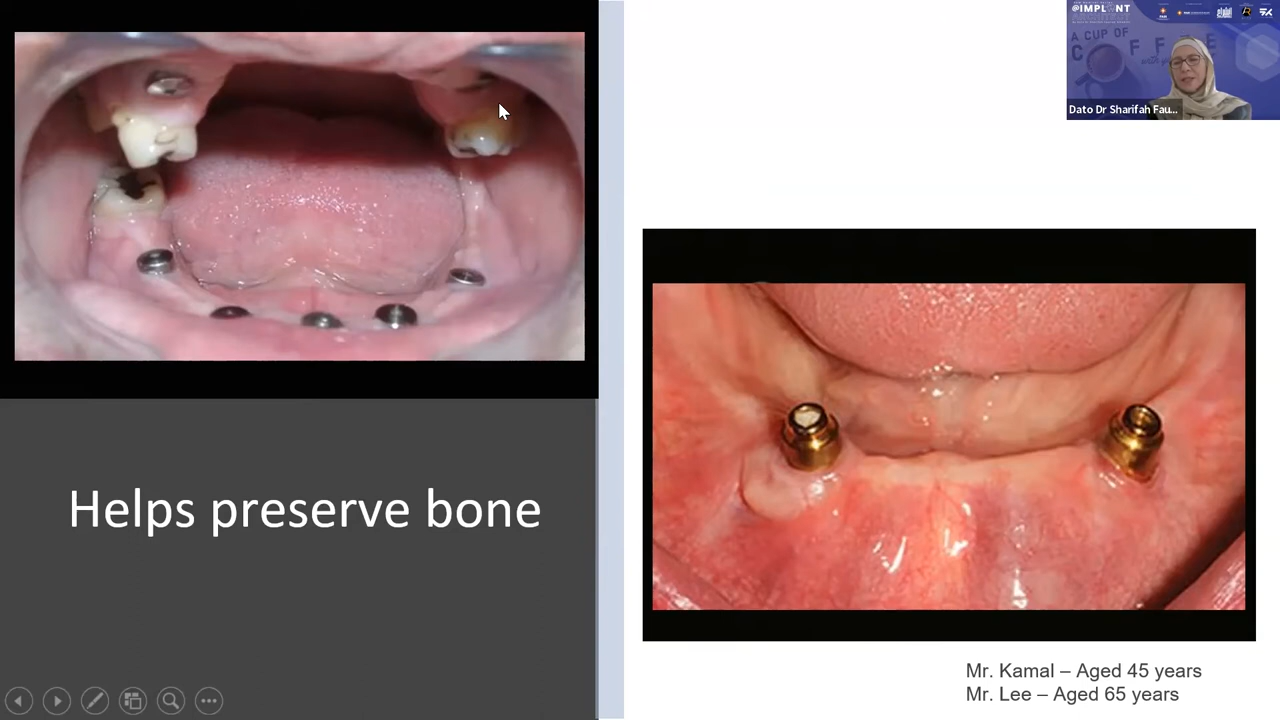 @IMPLANT
A CUP OF
COFFEE
Dato Dr Sharifah Fau...
Helps preserve bone
Mr. Kamal – Aged 45 years
Mr. Lee – Aged 65 years